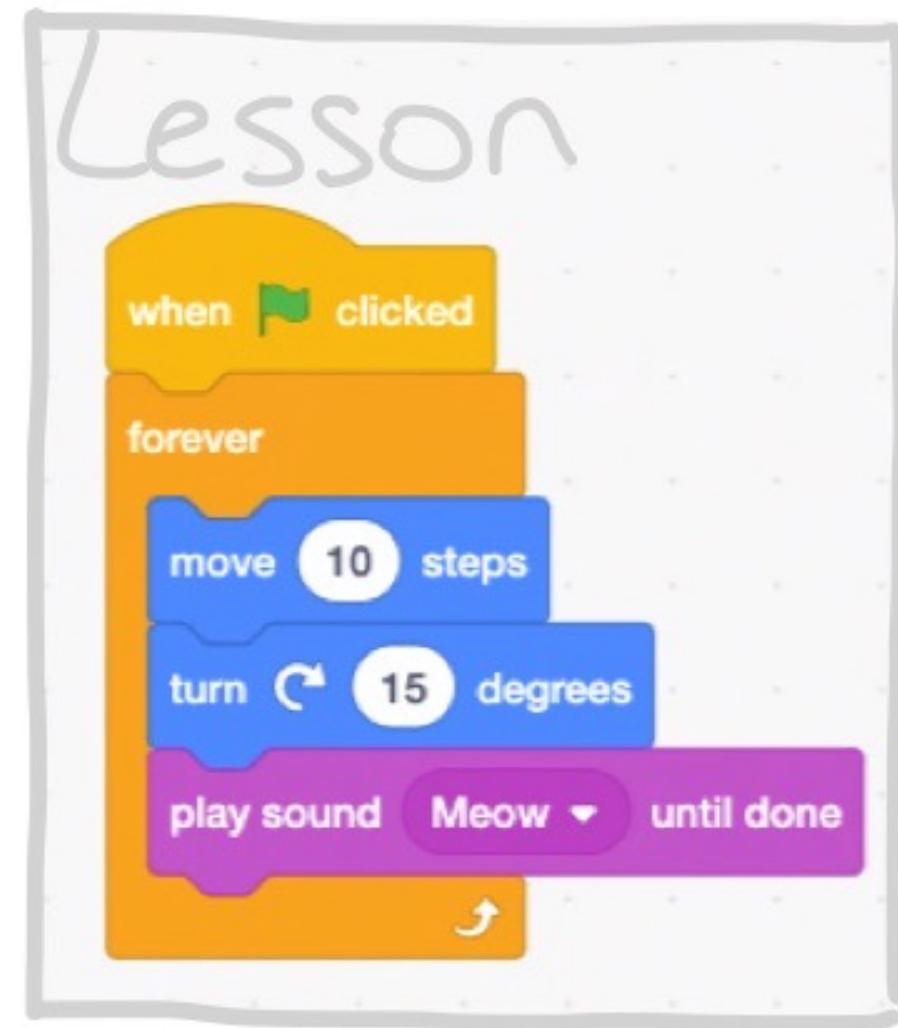 Lesson
when clicked
forever
move 10 steps
turn 15 degrees
play sound Meow until done